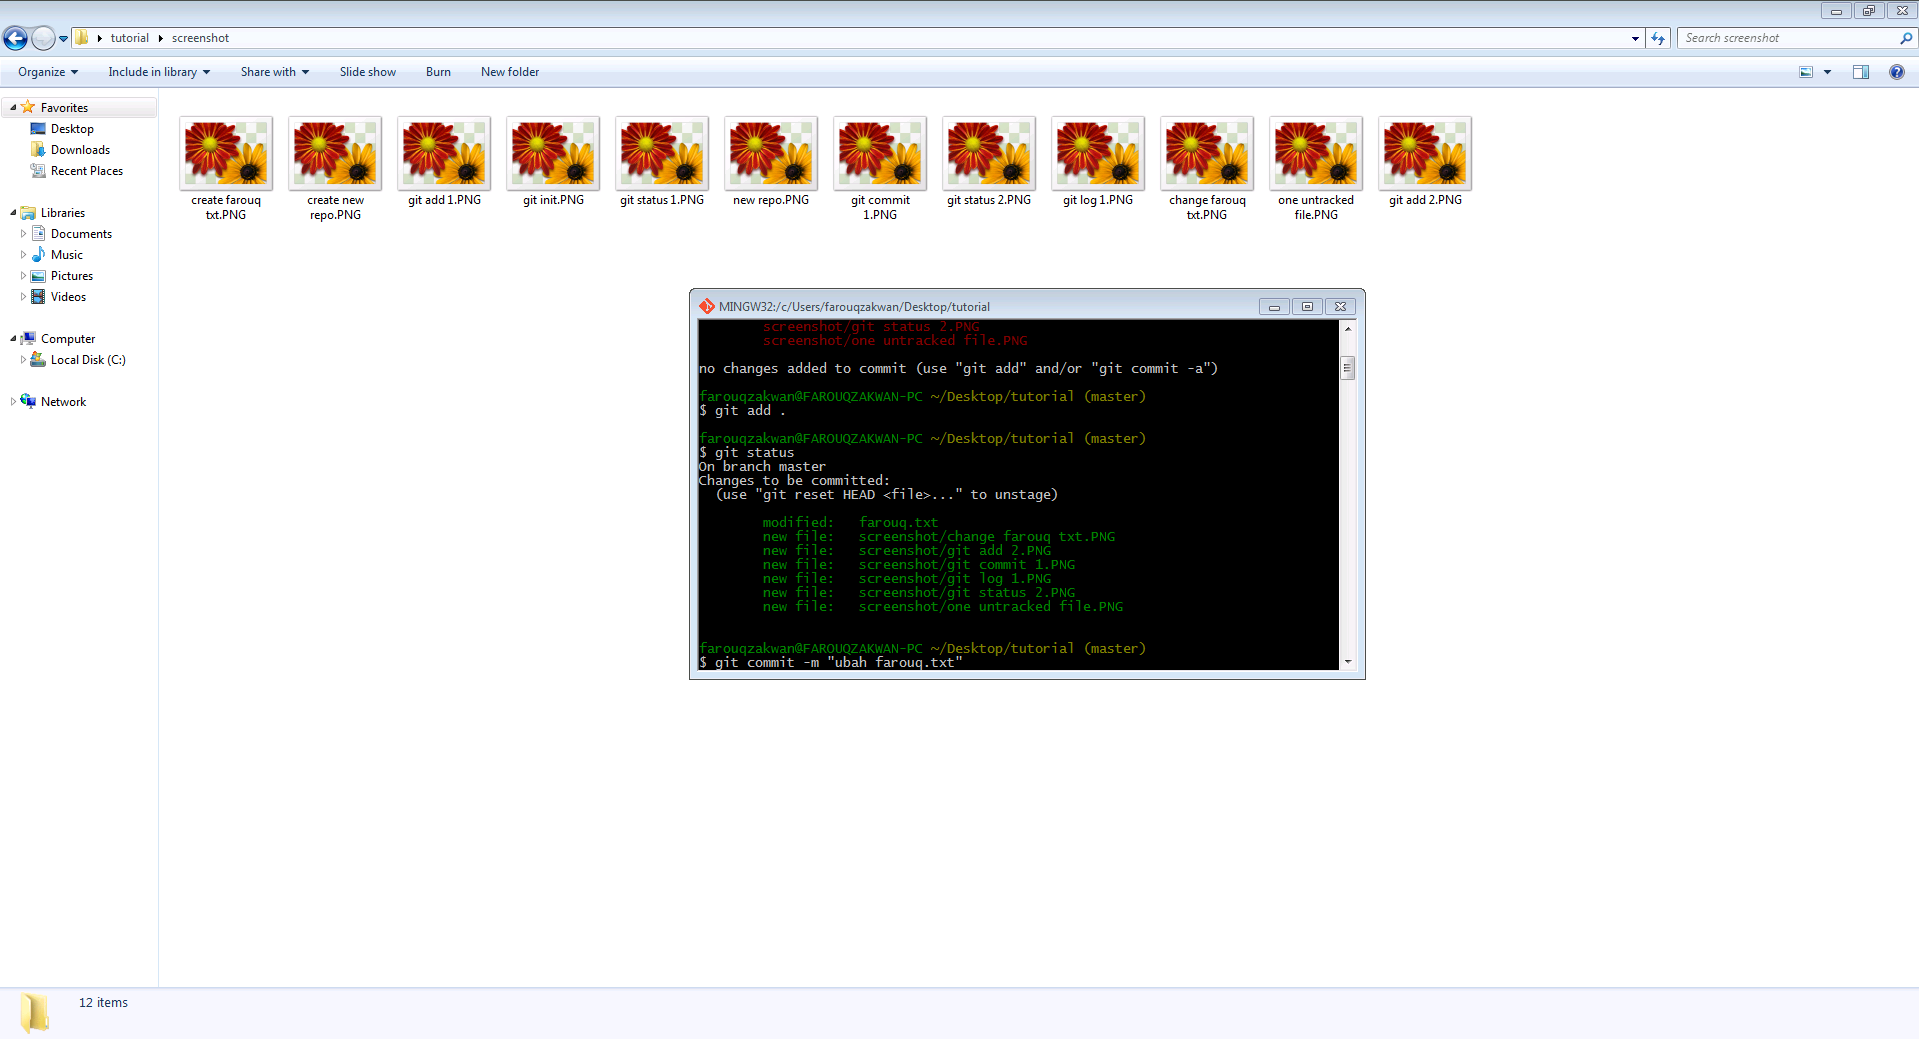 tutorial screenshot
Search screenshot
Organize Include in library Share with Slide show Burn New folder
Favorites
Desktop
Downloads
Recent Places
Libraries
Documents
Music
Pictures
Videos
Computer
Local Disk (C:)
Network
create farouq
txt.PNG
create new
repo.PNG
git add 1.PNG
git init.PNG
git status 1.PNG
new repo.PNG
git commit
1.PNG
git status 2.PNG
git log 1.PNG
change farouq
txt.PNG
one untracked
file.PNG
git add 2.PNG
MINGW32:/c/Users/farouqzakwan/Desktop/tutorial
screenshot/git status 2.PNG
screenshot/one untracked file.PNG
no changes added to commit (use "git add" and/or "git commit -a")
farouqzakwan@FAROUQZAKWAN-PC ~/Desktop/tutorial (master)
$ git add .
farouqzakwan@FAROUQZAKWAN-PC ~/Desktop/tutorial (master)
$ git status
On branch master
Changes to be committed:
(use "git reset HEAD <file>..." to unstage)
modified: farouq.txt
new file: screenshot/change farouq txt.PNG
new file: screenshot/git add 2.PNG
new file: screenshot/git commit 1.PNG
new file: screenshot/git log 1.PNG
new file: screenshot/git status 2.PNG
new file: screenshot/one untracked file.PNG
farouqzakwan@FAROUQZAKWAN-PC ~/Desktop/tutorial (master)
$ git commit -m "ubah farouq.txt"
12 items